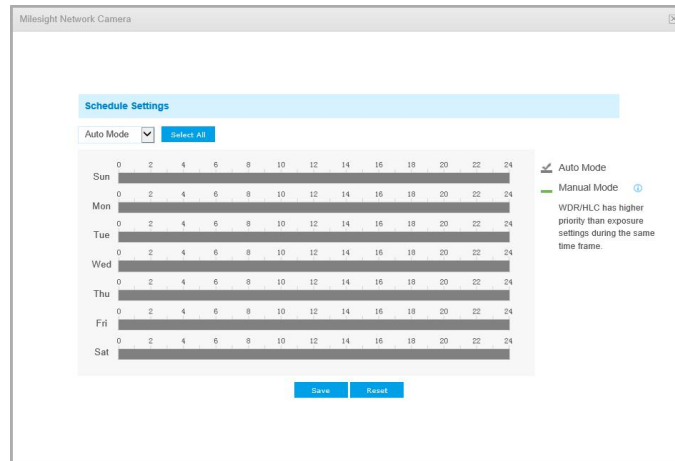 Milesight Network Camera
Schedule Settings
Auto Mode Select All
0 2 4 6 8 10 12 14 16 18 20 22 24
Sun
0 2 4 6 8 10 12 14 16 18 20 22 24
Mon
0 2 4 6 8 10 12 14 16 18 20 22 24
Tue
0 2 4 6 8 10 12 14 16 18 20 22 24
Wed
0 2 4 6 8 10 12 14 16 18 20 22 24
Thu
0 2 4 6 8 10 12 14 16 18 20 22 24
Fri
0 2 4 6 8 10 12 14 16 18 20 22 24
Sat
Auto Mode
Manual Mode
WDR/HLC has higher
priority than exposure
settings during the same
time frame.
Save Reset